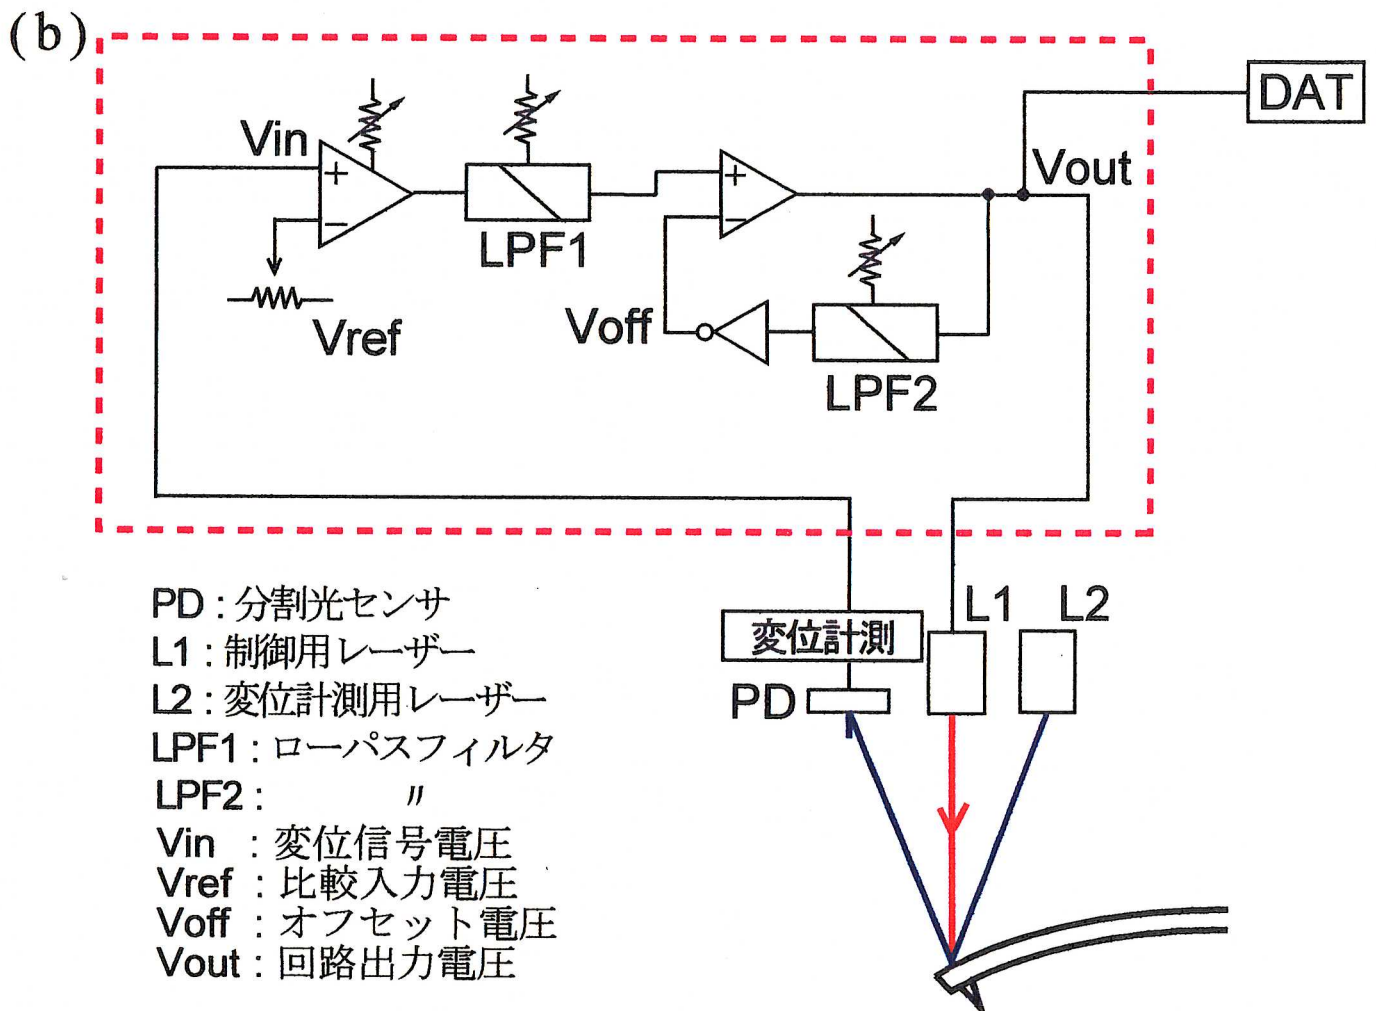 (b)
DAT
Vin
+
−
Vref
LPF1
+
−
Vout
Voff
LPF2
変位計測
PD
L1
L2
PD : 分割光センサ
L1 : 制御用レーザー
L2 : 変位計測用レーザー
LPF1 : ローパスフィルタ
LPF2 : 〃
Vin : 変位信号電圧
Vref : 比較入力電圧
Voff : オフセット電圧
Vout : 回路出力電圧